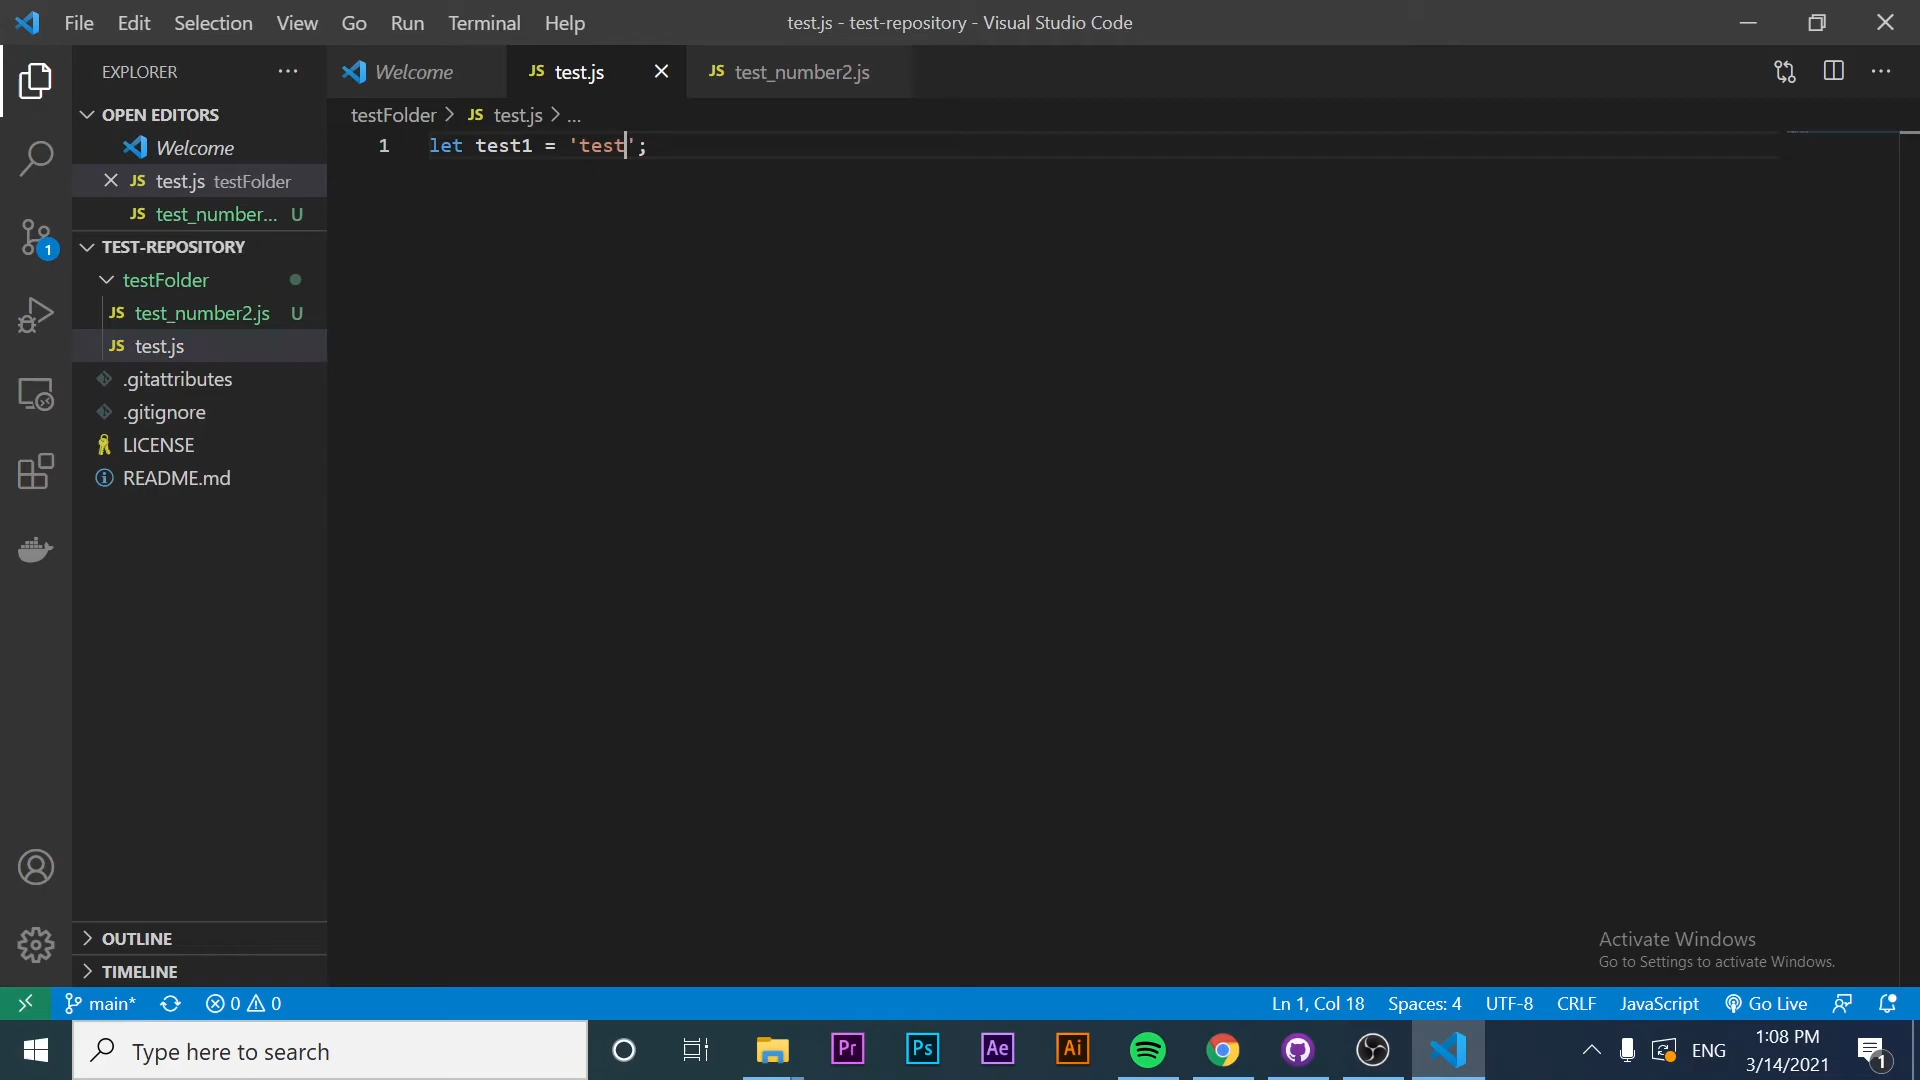 File Edit Selection View Go Run Terminal Help
test.js - test-repository - Visual Studio Code
EXPLORER
Welcome
JS test.js
JS test_number2.js
testFolder > JS test.js > ...
OPEN EDITORS
Welcome
JS test.js testFolder
JS test_number... U
TEST-REPOSITORY
testFolder
JS test_number2.js U
JS test.js
.gitattributes
.gitignore
LICENSE
README.md
1 let test1 = 'test';
1
OUTLINE
TIMELINE
Activate Windows
Go to Settings to activate Windows.
main* 0 0
Ln 1, Col 18 Spaces: 4 UTF-8 CRLF JavaScript Go Live
Type here to search
Pr Ps Ae Ai
ENG
1:08 PM
3/14/2021
1